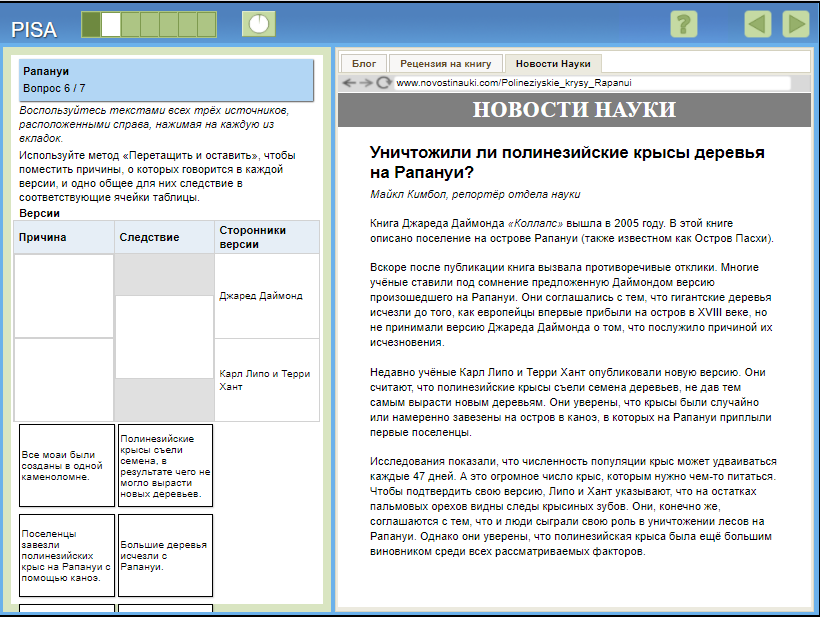 PISA
?
Рапануи
Вопрос 6 / 7
Воспользуйтесь текстами всех трёх источников,
расположенными справа, нажимая на каждую из
вкладок.
Используйте метод «Перетащить и оставить», чтобы
поместить причины, о которых говорится в каждой
версии, и одно общее для них следствие в
соответствующие ячейки таблицы.
Версии
Причина
Следствие
Сторонники
версии
Джаред Даймонд
Карл Липо и Терри
Хант
Все моаи были
созданы в одной
каменоломне.
Полинезийские
крысы съели
семена, в
результате чего не
могло вырасти
новых деревьев.
Поселенцы
завезли
полинезийских
крыс на Рапануи с
помощью каноэ.
Большие деревья
исчезли с
Рапануи.
Блог
Рецензия на книгу
Новости Науки
www.novostinauki.com/Polineziyskie_krysy_Rapanui
НОВОСТИ НАУКИ
Уничтожили ли полинезийские крысы деревья
на Рапануи?
Майкл Кимбол, репортёр отдела науки
Книга Джареда Даймонда «Коллапс» вышла в 2005 году. В этой книге
описано поселение на острове Рапануи (также известном как Остров Пасхи).
Вскоре после публикации книга вызвала противоречивые отклики. Многие
учёные ставили под сомнение предложенную Даймондом версию
произошедшего на Рапануи. Они соглашались с тем, что гигантские деревья
исчезли до того, как европейцы впервые прибыли на остров в XVIII веке, но
не принимали версию Джареда Даймонда о том, что послужило причиной их
исчезновения.
Недавно учёные Карл Липо и Терри Хант опубликовали новую версию. Они
считают, что полинезийские крысы съели семена деревьев, не дав тем
самым вырасти новым деревьям. Они уверены, что крысы были случайно
или намеренно завезены на остров в каноэ, в которых на Рапануи приплыли
первые поселенцы.
Исследования показали, что численность популяции крыс может удваиваться
каждые 47 дней. А это огромное число крыс, которым нужно чем-то питаться.
Чтобы подтвердить свою версию, Липо и Хант указывают, что на остатках
пальмовых орехов видны следы крысиных зубов. Они, конечно же,
соглашаются с тем, что и люди сыграли свою роль в уничтожении лесов на
Рапануи. Однако они уверены, что полинезийская крыса была ещё большим
виновником среди всех рассматриваемых факторов.